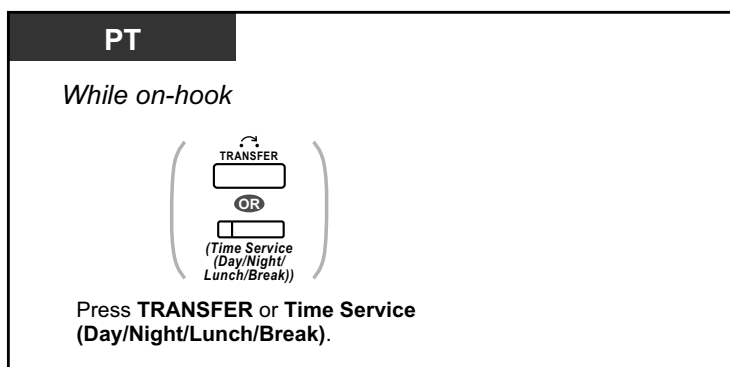 PT
While on-hook
TRANSFER
OR
(Time Service
(Day/Night/
Lunch/Break))
Press TRANSFER or Time Service
(Day/Night/Lunch/Break).